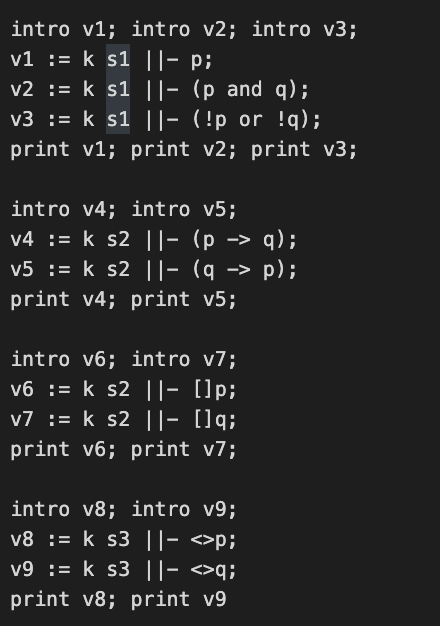 intro v1; intro v2; intro v3;
v1 := k s1 ||- p;
v2 := k s1 ||- (p and q);
v3 := k s1 ||- (!p or !q);
print v1; print v2; print v3;

intro v4; intro v5;
v4 := k s2 ||- (p -> q);
v5 := k s2 ||- (q -> p);
print v4; print v5;

intro v6; intro v7;
v6 := k s2 ||- []p;
v7 := k s2 ||- []q;
print v6; print v7;

intro v8; intro v9;
v8 := k s3 ||- <>p;
v9 := k s3 ||- <>q;
print v8; print v9